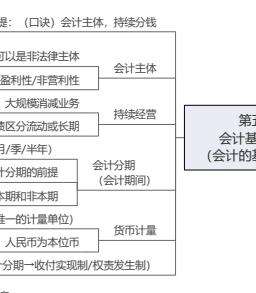 提：（口诀）会计主体，持续分钱
可以是非法律主体
盈利性/非营利性
会计主体
大规模消减业务
债区分流动或长期
持续经营
月/季/半年）
计分期的前提
本期和非本期
会计分期
（会计期间）
唯一的计量单位）
人民币为本位币
货币计量
计分期→收付实现制/权责发生制）
会计基
（会计的基